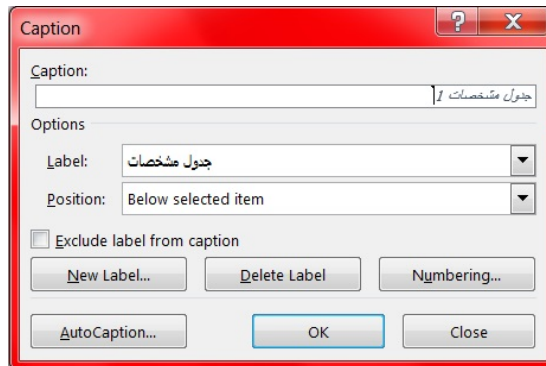 Caption
?
X
Caption:
جدول مشخصات 1
Options
Label: جدول مشخصات
Position: Below selected item
Exclude label from caption
New Label... Delete Label Numbering...
AutoCaption... OK Close